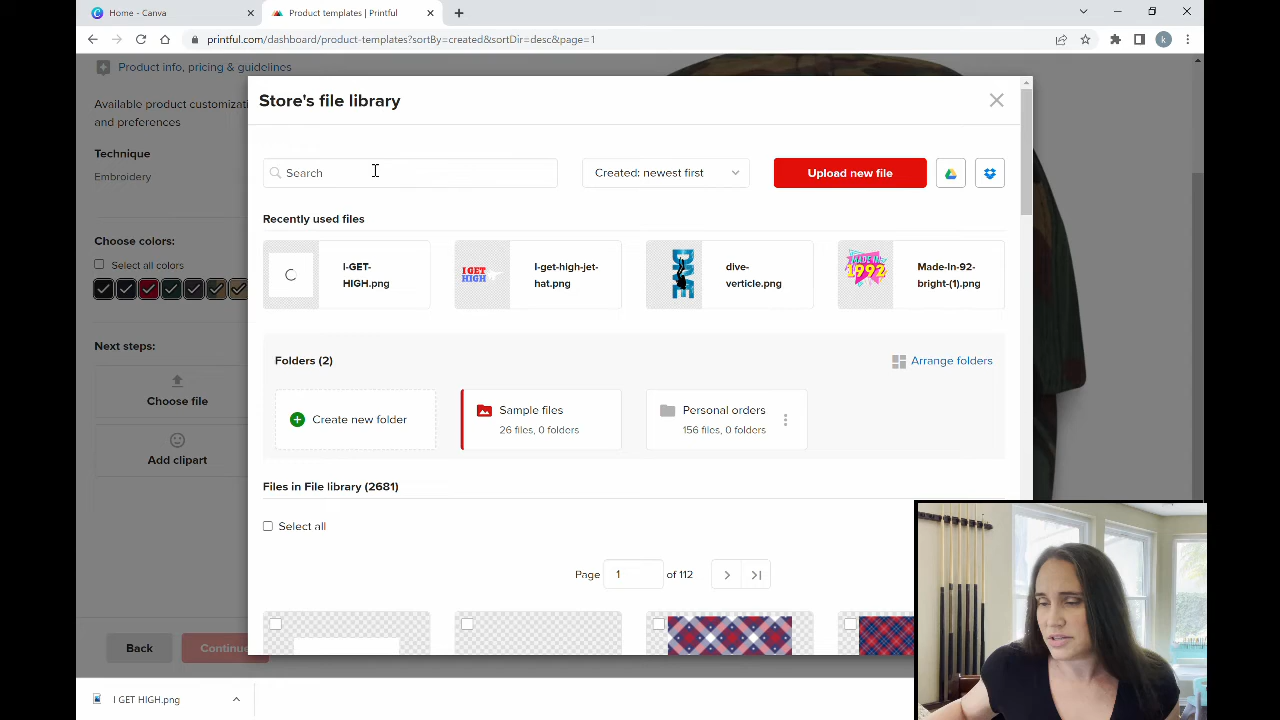 Home - Canva
Product templates | Printful
printful.com/dashboard/product-templates?sortBy=created&sortDir=desc&page=1
k
Product info, pricing & guidelines
Available product customizati
and preferences
Technique
Embroidery
Choose colors:
Select all colors
Next steps:
Choose file
Add clipart
Back
Continue
Store's file library
Search
Created: newest first
Upload new file
Recently used files
I-GET-
HIGH.png
I GET
HIGH
I-get-high-jet-
hat.png
DIVE
dive-
verticle.png
MADE IN
1992
Made-In-92-
bright-(1).png
Folders (2)
Arrange folders
Create new folder
Sample files
26 files, 0 folders
Personal orders
156 files, 0 folders
Files in File library (2681)
Select all
Page 1 of 112
I GET HIGH.png